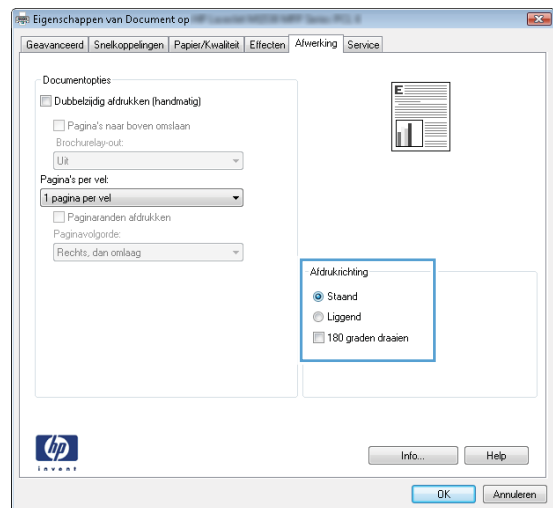 Eigenschappen van Document op
Geavanceerd Snelkoppelingen Papier/Kwaliteit Effecten Afwerking Service
Documentopties
Dubbelzijdig afdrukken (handmatig)
Pagina's naar boven omslaan
Brochurelay-out:
Uit
Pagina's per vel:
1 pagina per vel
Paginaranden afdrukken
Paginavolgorde:
Rechts, dan omlaag
E
Afdrukrichting
Staand
Liggend
180 graden draaien
hp
invent
Info... Help
OK Annuleren